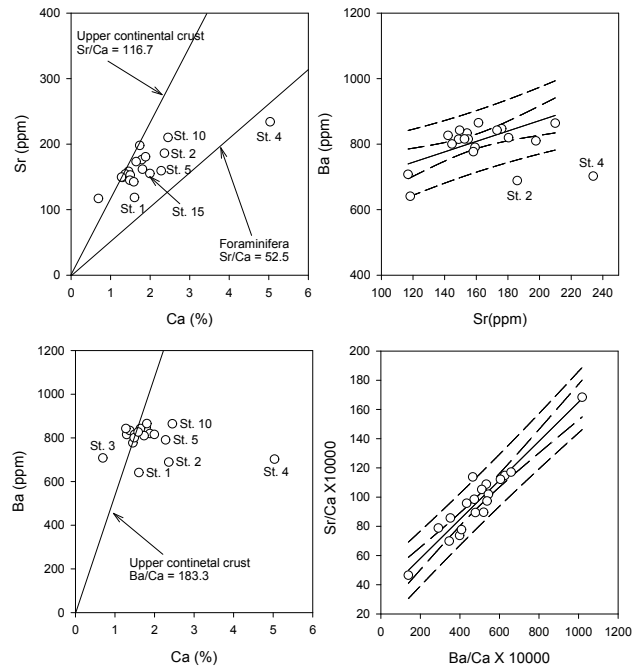 Upper continental crust
Sr/Ca = 116.7
St. 10
St. 2
St. 4
St. 5
St. 1
St. 15
Foraminifera
Sr/Ca = 52.5
400
300
200
100
0
0 1 2 3 4 5 6
Sr (ppm)
Ca (%)
1200
1000
800
600
400
100 120 140 160 180 200 220 240
Ba (ppm)
Sr(ppm)
St. 4
St. 2
1200
1000
800
600
400
200
0
0 1 2 3 4 5 6
Ba (ppm)
Ca (%)
St. 10
St. 3
St. 5
St. 2
St. 1
St. 4
Upper continetal crust
Ba/Ca = 183.3
200
180
160
140
120
100
80
60
40
20
0 200 400 600 800 1000 1200
Sr/Ca X10000
Ba/Ca X 10000